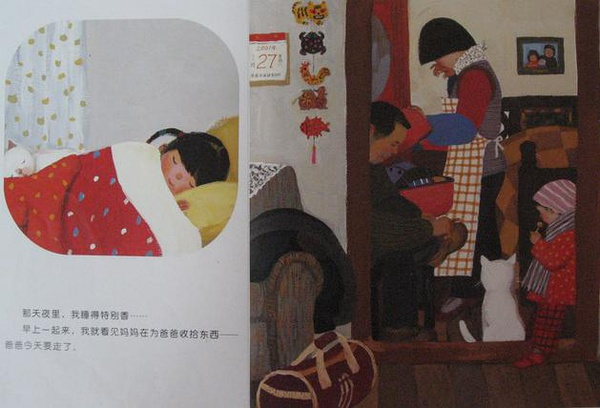 那天夜里，我睡得特别香……
早上一起来，我就看见妈妈在为爸爸收拾东西——
爸爸今天要走了。
27